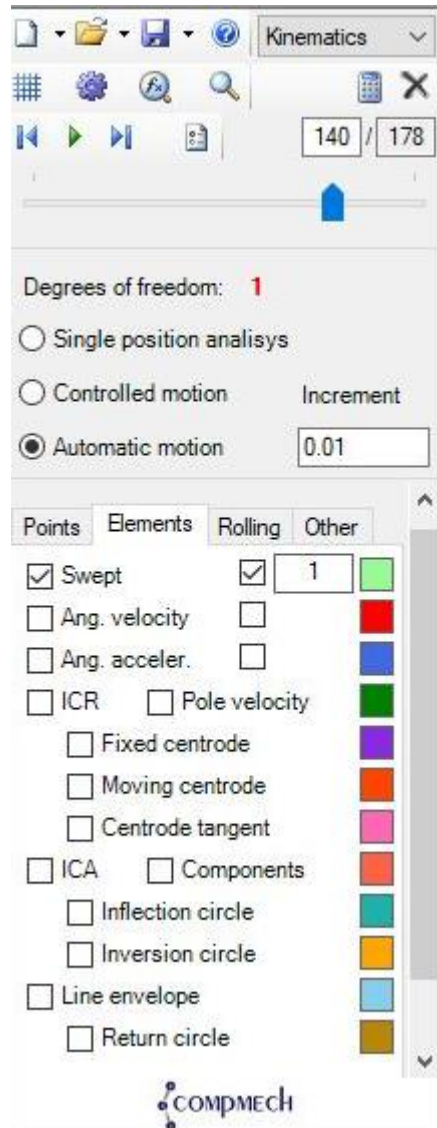 Kinematics
fx
140 / 178
Degrees of freedom: 1
Single position analisys
Controlled motion Increment
Automatic motion 0.01
Points Elements Rolling Other
Swept 1
Ang. velocity
Ang. acceler.
ICR Pole velocity
Fixed centrode
Moving centrode
Centrode tangent
ICA Components
Inflection circle
Inversion circle
Line envelope
Return circle
COMPMECH